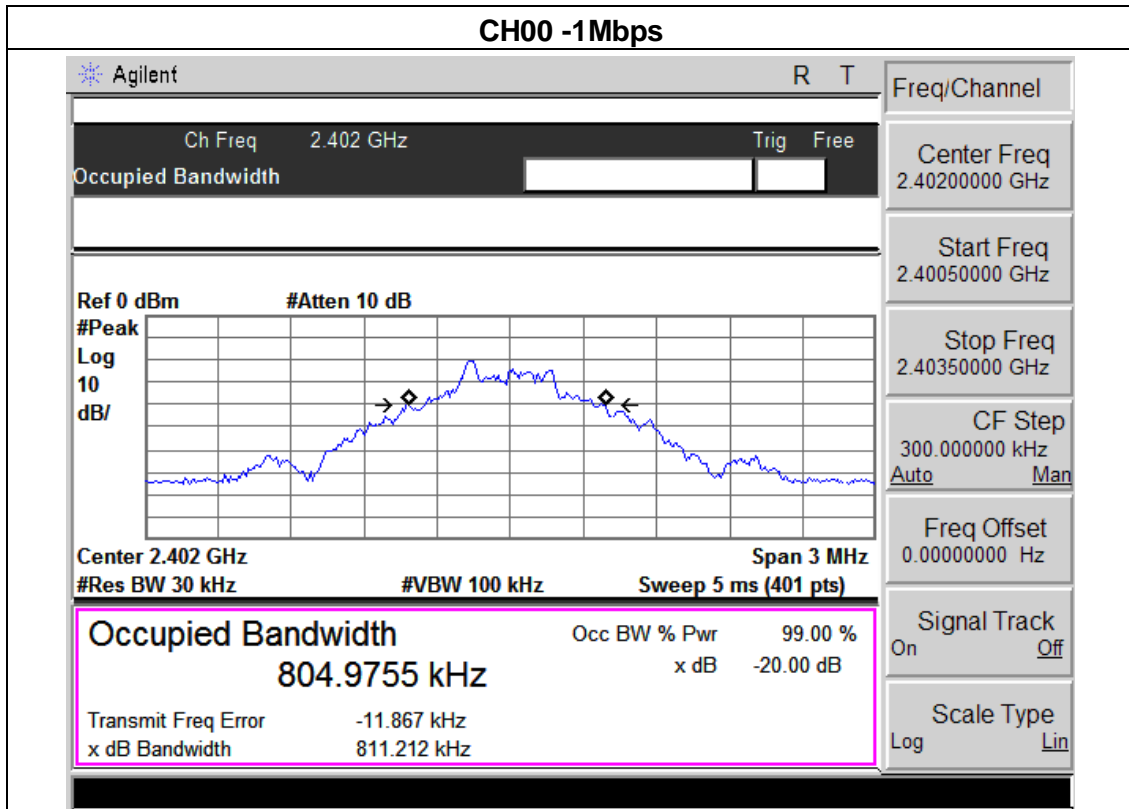 CH00 -1Mbps
Agilent R T
Ch Freq 2.402 GHz Trig Free
Occupied Bandwidth
Ref 0 dBm #Atten 10 dB
#Peak
Log
10
dB/
Center 2.402 GHz Span 3 MHz
#Res BW 30 kHz #VBW 100 kHz Sweep 5 ms (401 pts)
Occupied Bandwidth Occ BW % Pwr 99.00 %
804.9755 kHz x dB -20.00 dB
Transmit Freq Error -11.867 kHz
x dB Bandwidth 811.212 kHz
Freq/Channel
Center Freq
2.40200000 GHz
Start Freq
2.40050000 GHz
Stop Freq
2.40350000 GHz
CF Step
300.000000 kHz
Auto Man
Freq Offset
0.00000000 Hz
Signal Track
On Off
Scale Type
Log Lin